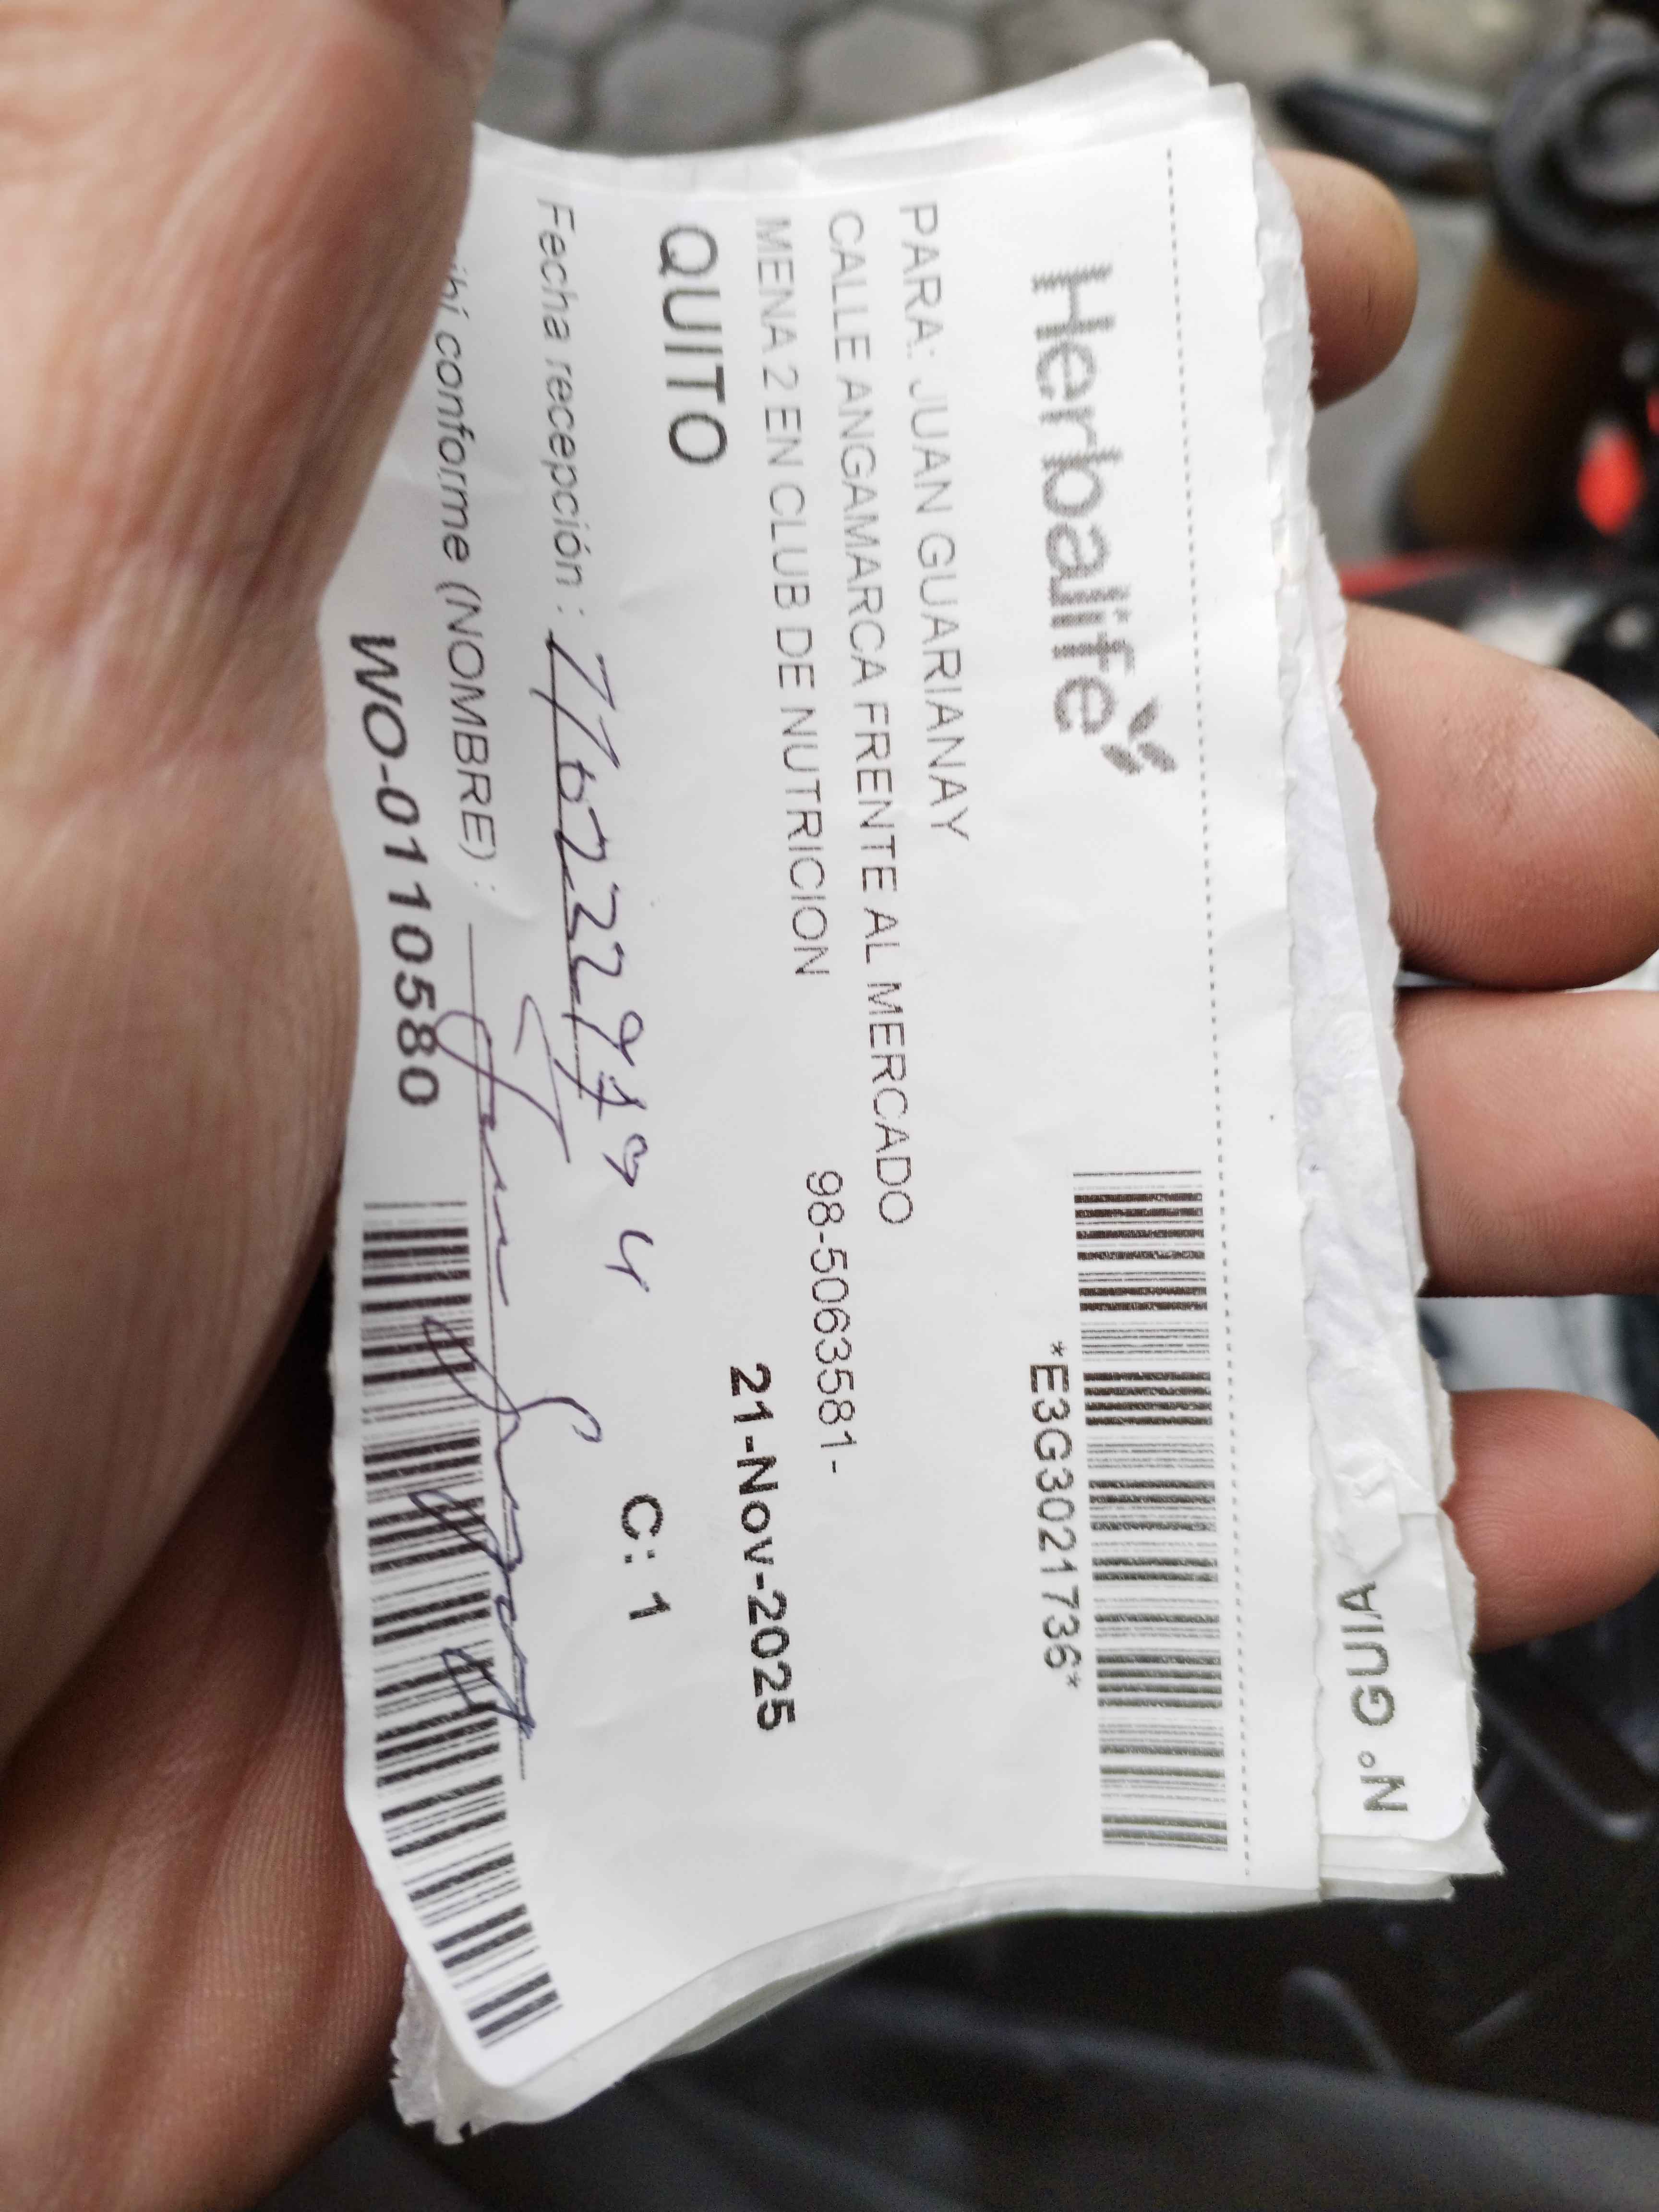 Herbalife
*E3G3021736*
PARA: JUAN GUARIANAY
CALLE ANGAMARCA FRENTE AL MERCADO
MENA 2 EN CLUB DE NUTRICION
98-5063581-
QUITO
21-Nov-2025
C: 1
Fecha recepción :
conforme (NOMBRE) :
WO-0110580
N° GUIA